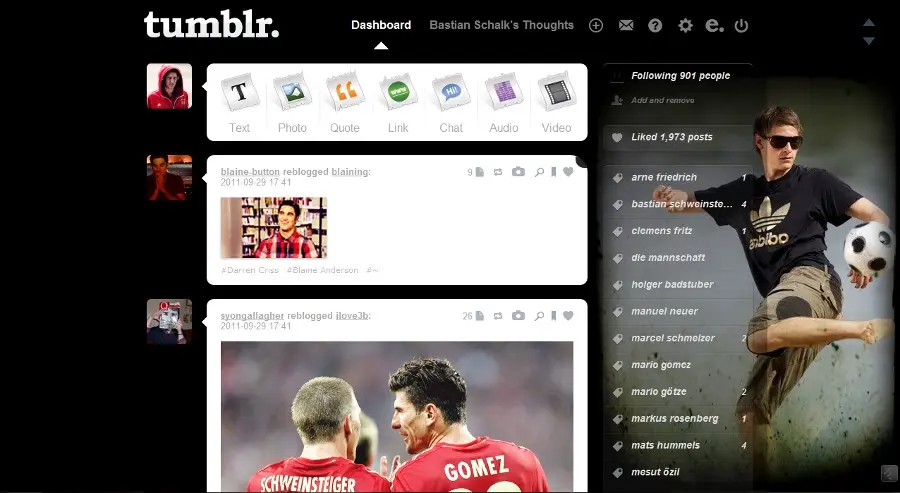 tumblr.
Dashboard
Bastian Schalk's Thoughts
Text Photo Quote Link Chat Audio Video
blaine-button reblogged blaining:
9
2011-09-29 17:41
#Darren Criss #Blaine Anderson #~
syongallagher reblogged ilove3b:
26
2011-09-29 17:41
SCHWEINSTEIGER
GOMEZ
Following 901 people
Add and remove
Liked 1,973 posts
arne friedrich 1
bastian schweinste... 4
clemens fritz 1
die mannschaft
holger badstuber
manuel neuer
marcel schmelzer 2
mario gomez
mario götze 2
markus rosenberg 1
mats hummels 4
mesut özil